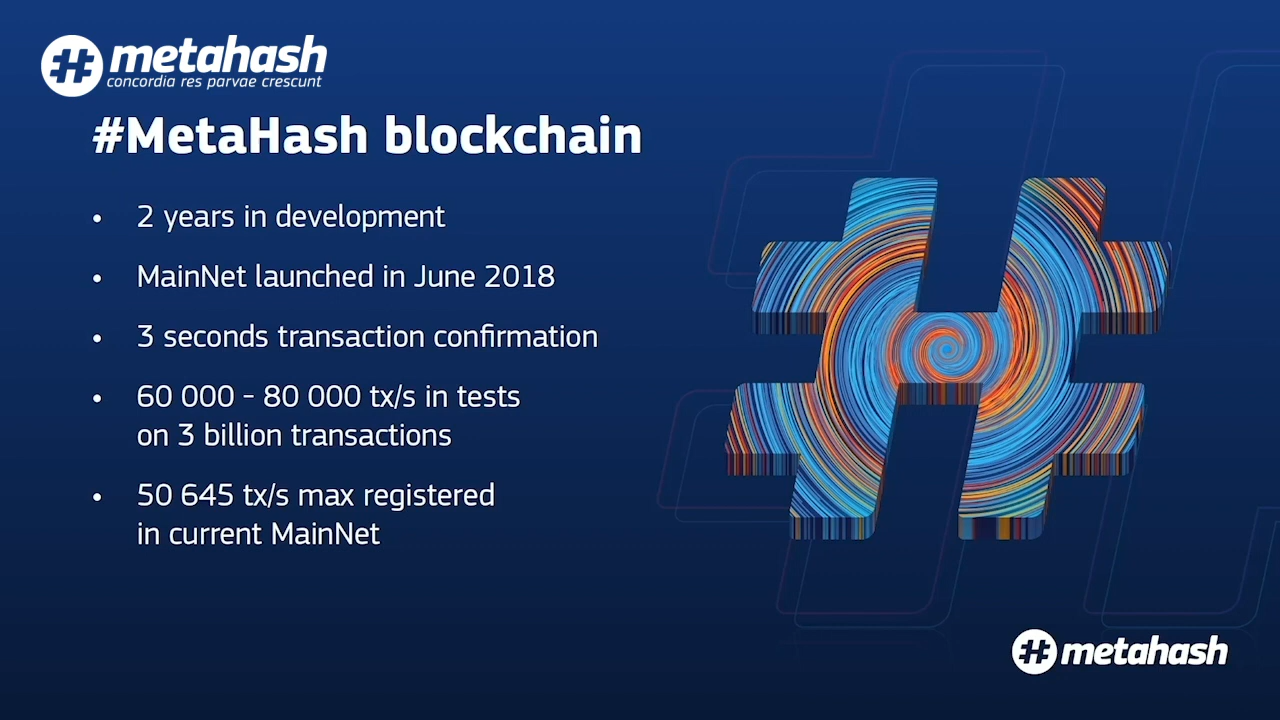 metahash
concordia res parvae crescunt
#MetaHash blockchain
• 2 years in development
• MainNet launched in June 2018
• 3 seconds transaction confirmation
• 60 000 - 80 000 tx/s in tests
on 3 billion transactions
• 50 645 tx/s max registered
in current MainNet
metahash